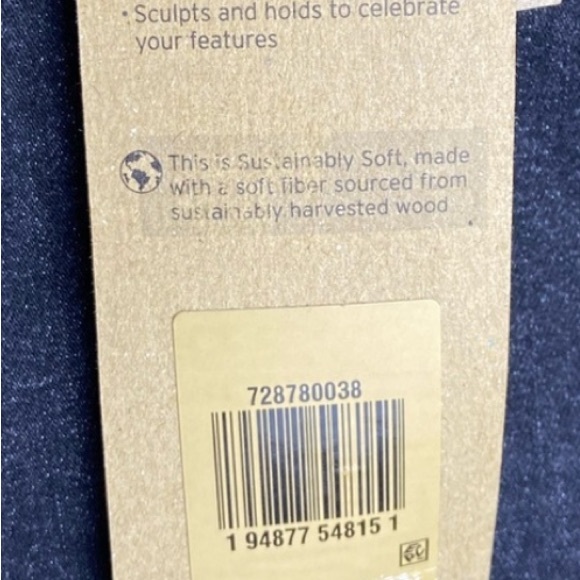 • Sculpts and holds to celebrate
your features
This is Sustainably Soft, made
with a soft fiber sourced from
sustainably harvested wood
728780038
1 94877 54815 1